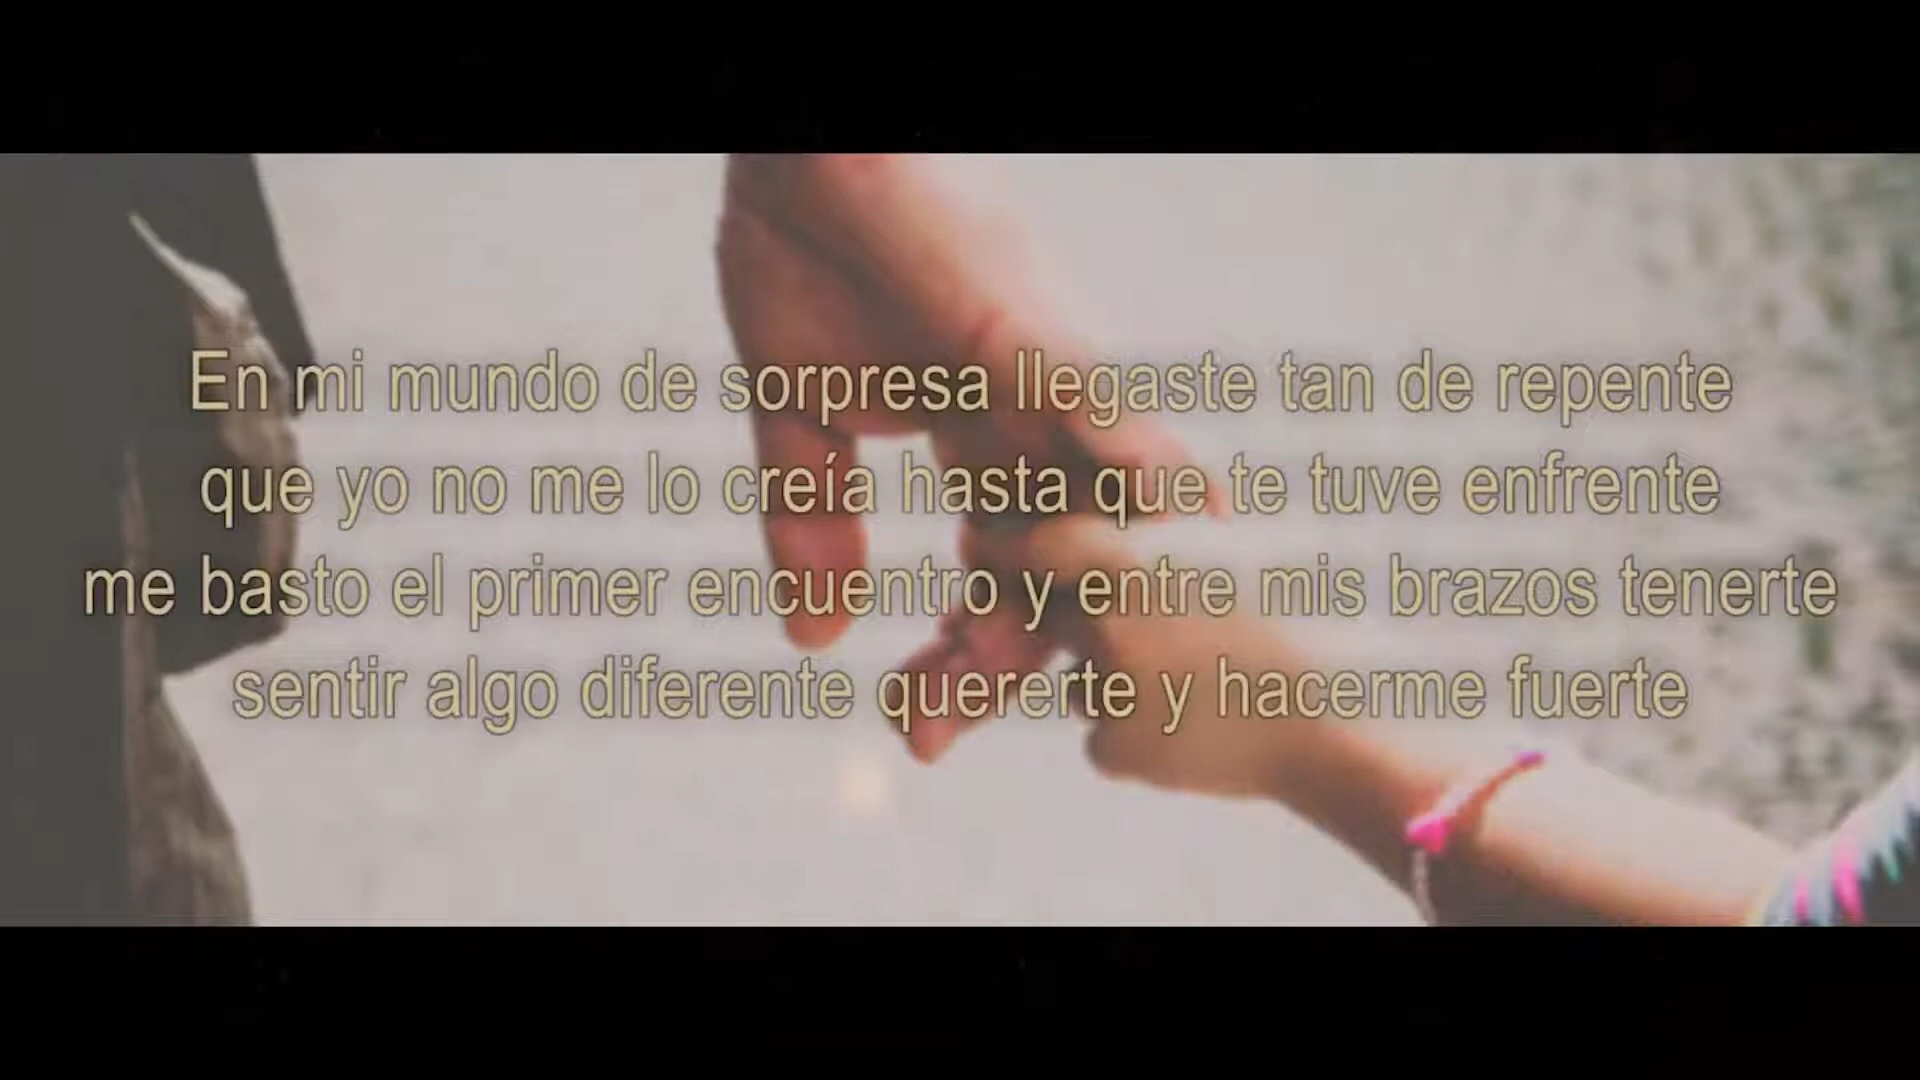 En mi mundo de sorpresa llegaste tan de repente
que yo no me lo creía hasta que te tuve enfrente
me basto el primer encuentro y entre mis brazos tenerte
sentir algo diferente quererte y hacerme fuerte